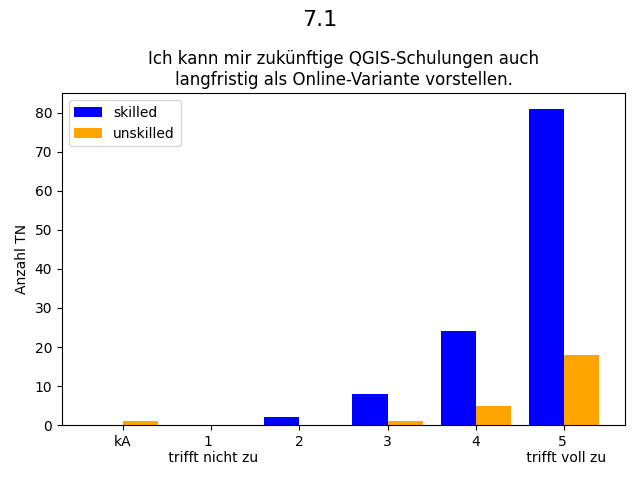 7.1
Ich kann mir zukünftige QGIS-Schulungen auch
langfristig als Online-Variante vorstellen.
skilled
unskilled
Anzahl TN
80
70
60
50
40
30
20
10
0
kA
1
2
3
4
5
trifft nicht zu
trifft voll zu